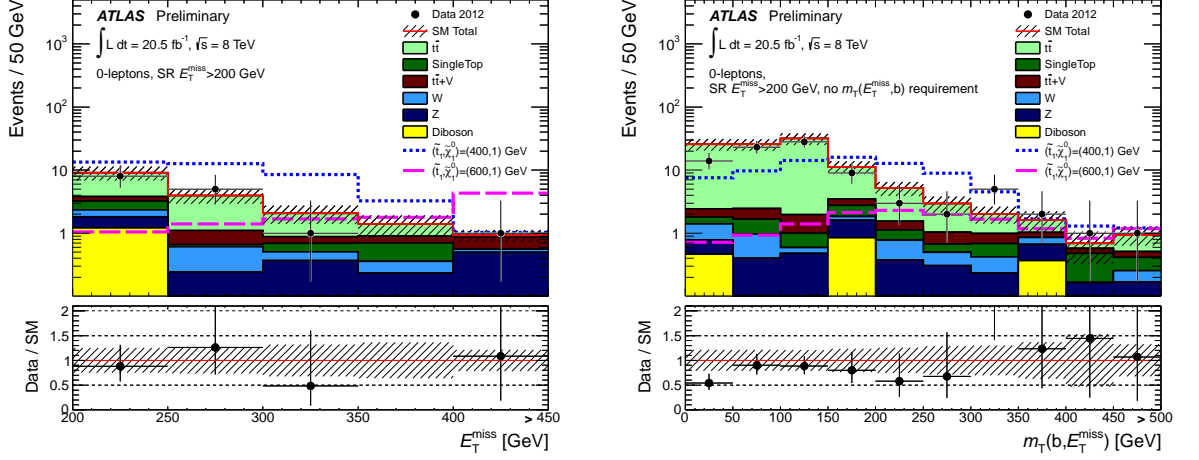 ATLAS Preliminary
∫ L dt = 20.5 fb⁻¹, √s = 8 TeV
0-leptons, SR E_T^miss>200 GeV
Data 2012
SM Total
tt̄
SingleTop
tt̄+V
W
Z
Diboson
(t̃₁,χ̃₁⁰)=(400,1) GeV
(t̃₁,χ̃₁⁰)=(600,1) GeV
Events / 50 GeV
10³
10²
10
1
Data / SM
2
1.5
1
0.5
0
200 250 300 350 400 > 450
E_T^miss [GeV]
ATLAS Preliminary
∫ L dt = 20.5 fb⁻¹, √s = 8 TeV
0-leptons,
SR E_T^miss>200 GeV, no m_T(E_T^miss,b) requirement
Data 2012
SM Total
tt̄
SingleTop
tt̄+V
W
Z
Diboson
(t̃₁,χ̃₁⁰)=(400,1) GeV
(t̃₁,χ̃₁⁰)=(600,1) GeV
Events / 50 GeV
10³
10²
10
1
Data / SM
2
1.5
1
0.5
0
0 50 100 150 200 250 300 350 400 450 > 500
m_T(b,E_T^miss) [GeV]